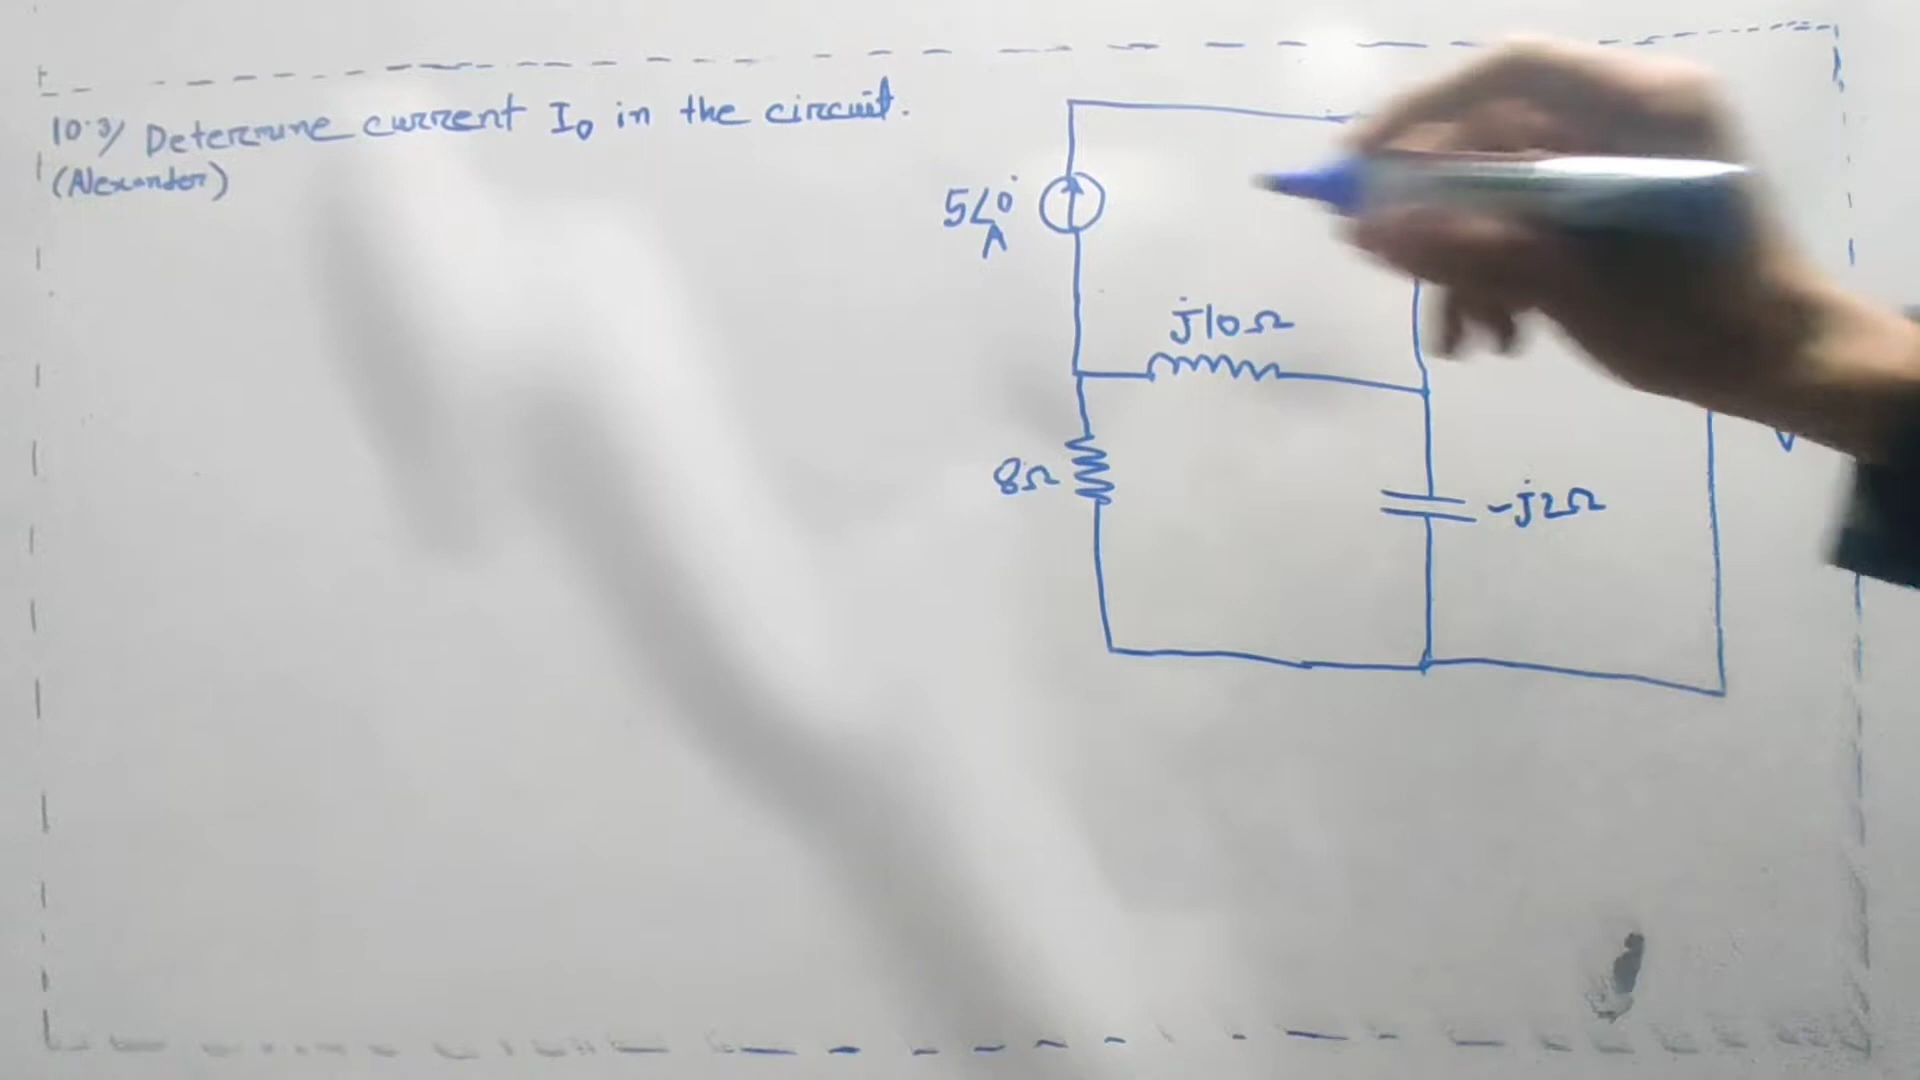 10.3/ Determine current I₀ in the circuit.
(Alexander)
5∠0°
A
j10Ω
8Ω
-j2Ω
V